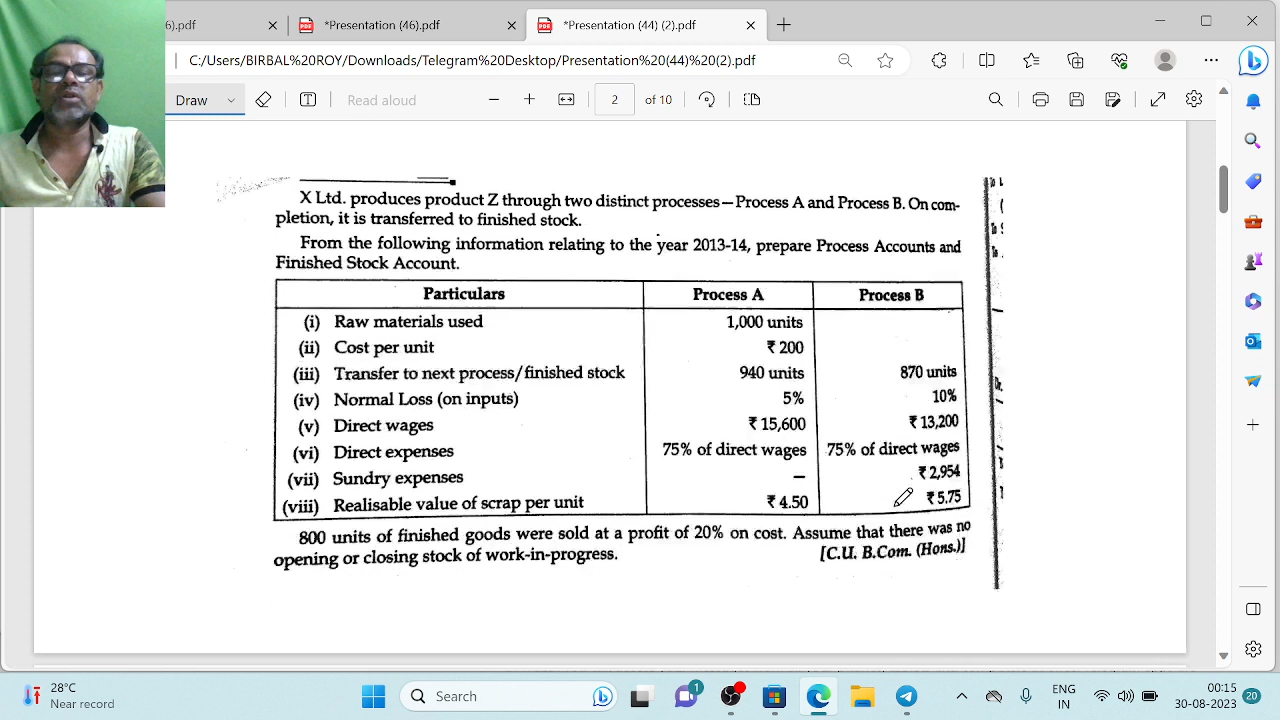 6).pdf
*Presentation (44).pdf
*Presentation (44) (2).pdf
C:/Users/BIRBAL%20ROY/Downloads/Telegram%20Desktop/Presentation%20(44)%20(2).pdf
Draw
Read aloud
2
of 10
X Ltd. produces product Z through two distinct processes—Process A and Process B. On com-
pletion, it is transferred to finished stock.
From the following information relating to the year 2013-14, prepare Process Accounts and
Finished Stock Account.
Particulars Process A Process B
(i) Raw materials used 1,000 units
(ii) Cost per unit ₹ 200
(iii) Transfer to next process/finished stock 940 units 870 units
(iv) Normal Loss (on inputs) 5% 10%
(v) Direct wages ₹ 15,600 ₹ 13,200
(vi) Direct expenses 75% of direct wages 75% of direct wages
(vii) Sundry expenses — ₹ 2,954
(viii) Realisable value of scrap per unit ₹ 4.50 ₹ 5.75
800 units of finished goods were sold at a profit of 20% on cost. Assume that there was no
opening or closing stock of work-in-progress. [C.U. B.Com. (Hons.)]
28°C
Near record
Search
1
ENG
IN
00:15
30-08-2023
20